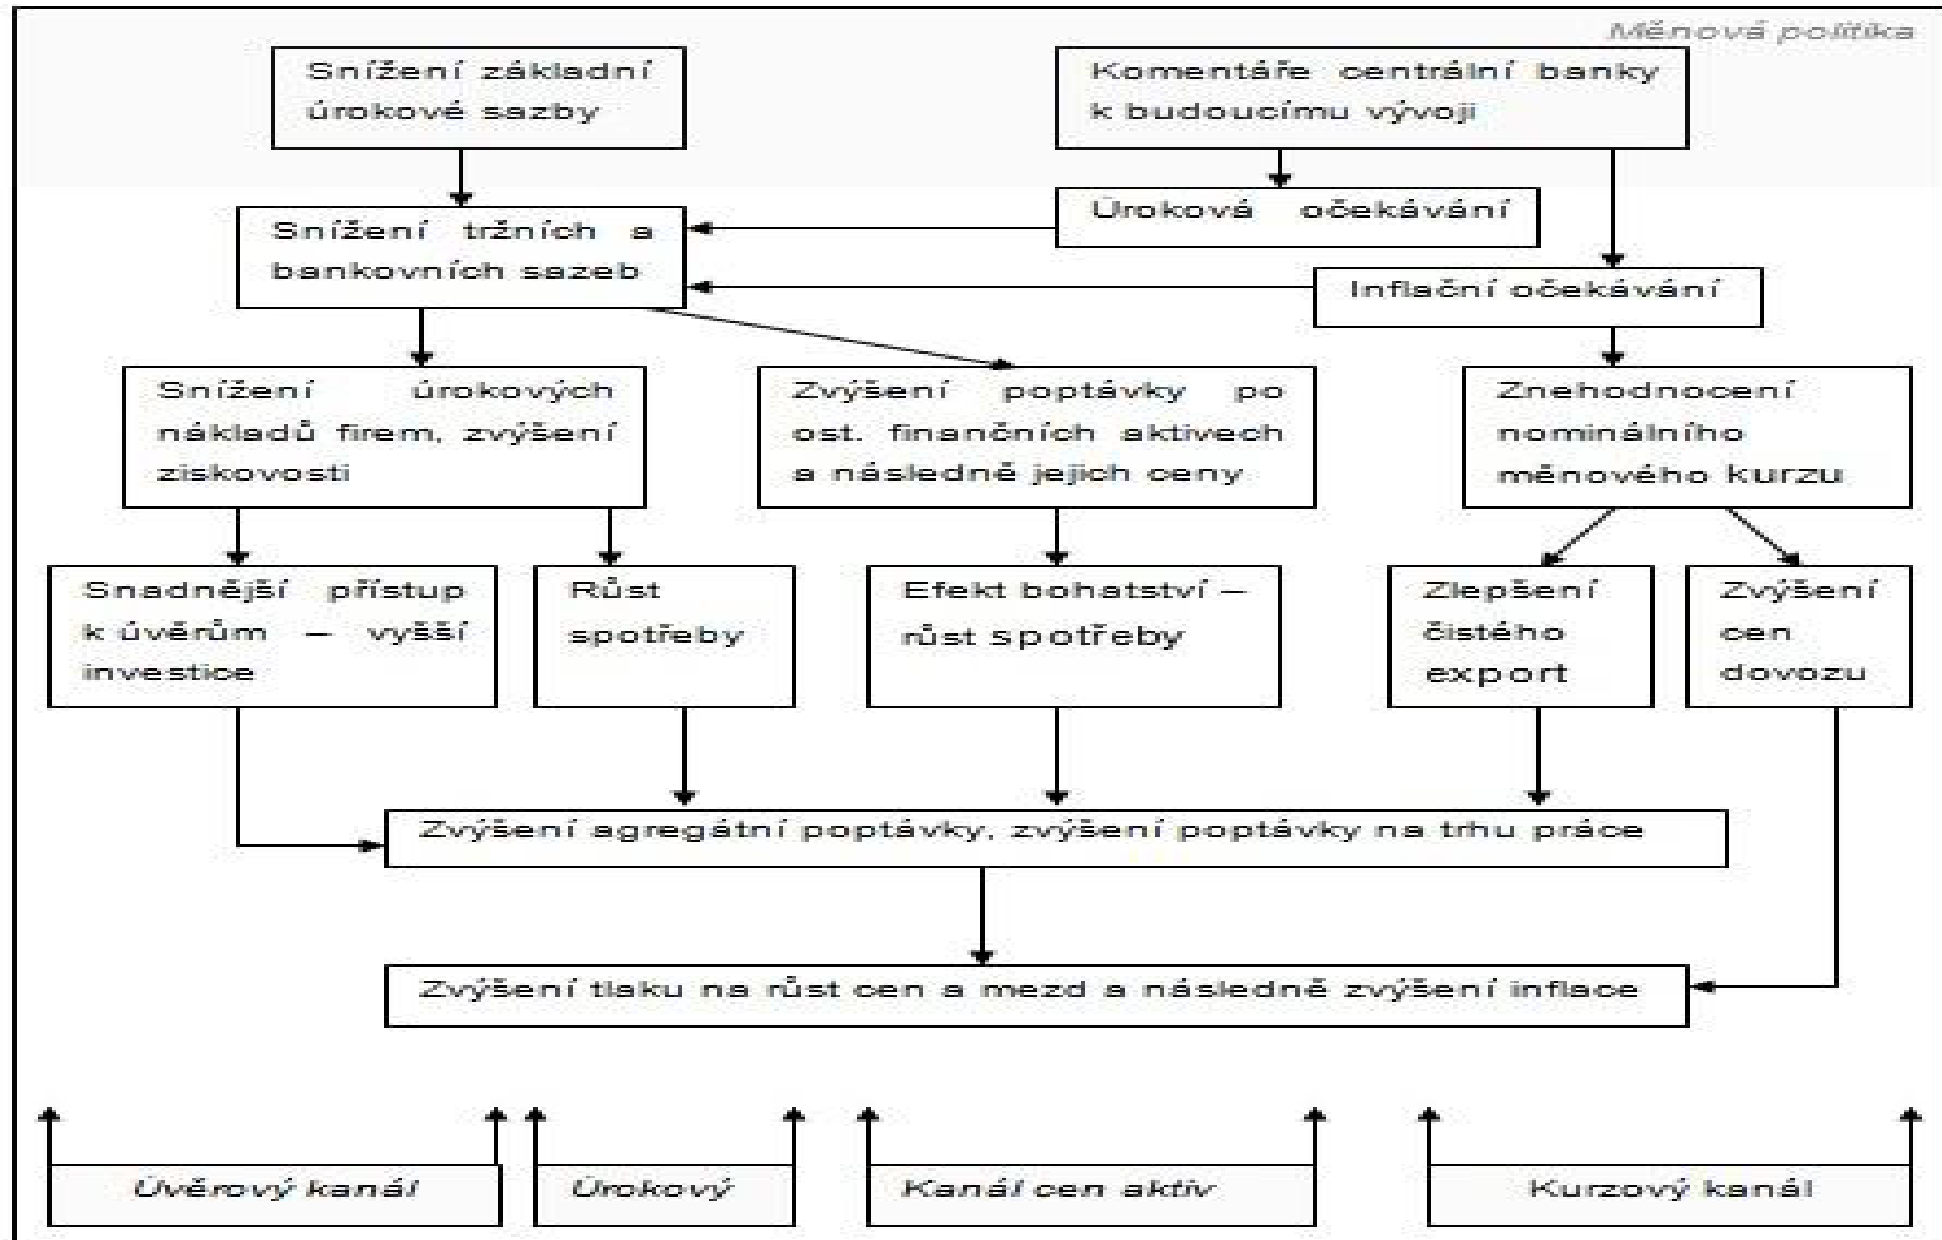 Měnová politika
Snížení základní
úrokové sazby
Komentáře centrální banky
k budoucímu vývoji
Úroková očekávání
Snížení tržních a
bankovních sazeb
Inflační očekávání
Snížení úrokových
nákladů firem, zvýšení
ziskovosti
Zvýšení poptávky po
ost. finančních aktivech
a následně jejich ceny
Znehodnocení
nominálního
měnového kurzu
Snadnější přístup
k úvěrům – vyšší
investice
Růst
spotřeby
Efekt bohatství –
růst spotřeby
Zlepšení
čistého
export
Zvýšení
cen
dovozu
Zvýšení agregátní poptávky, zvýšení poptávky na trhu práce
Zvýšení tlaku na růst cen a mezd a následně zvýšení inflace
Úvěrový kanál
Úrokový
Kanál cen aktiv
Kurzový kanál